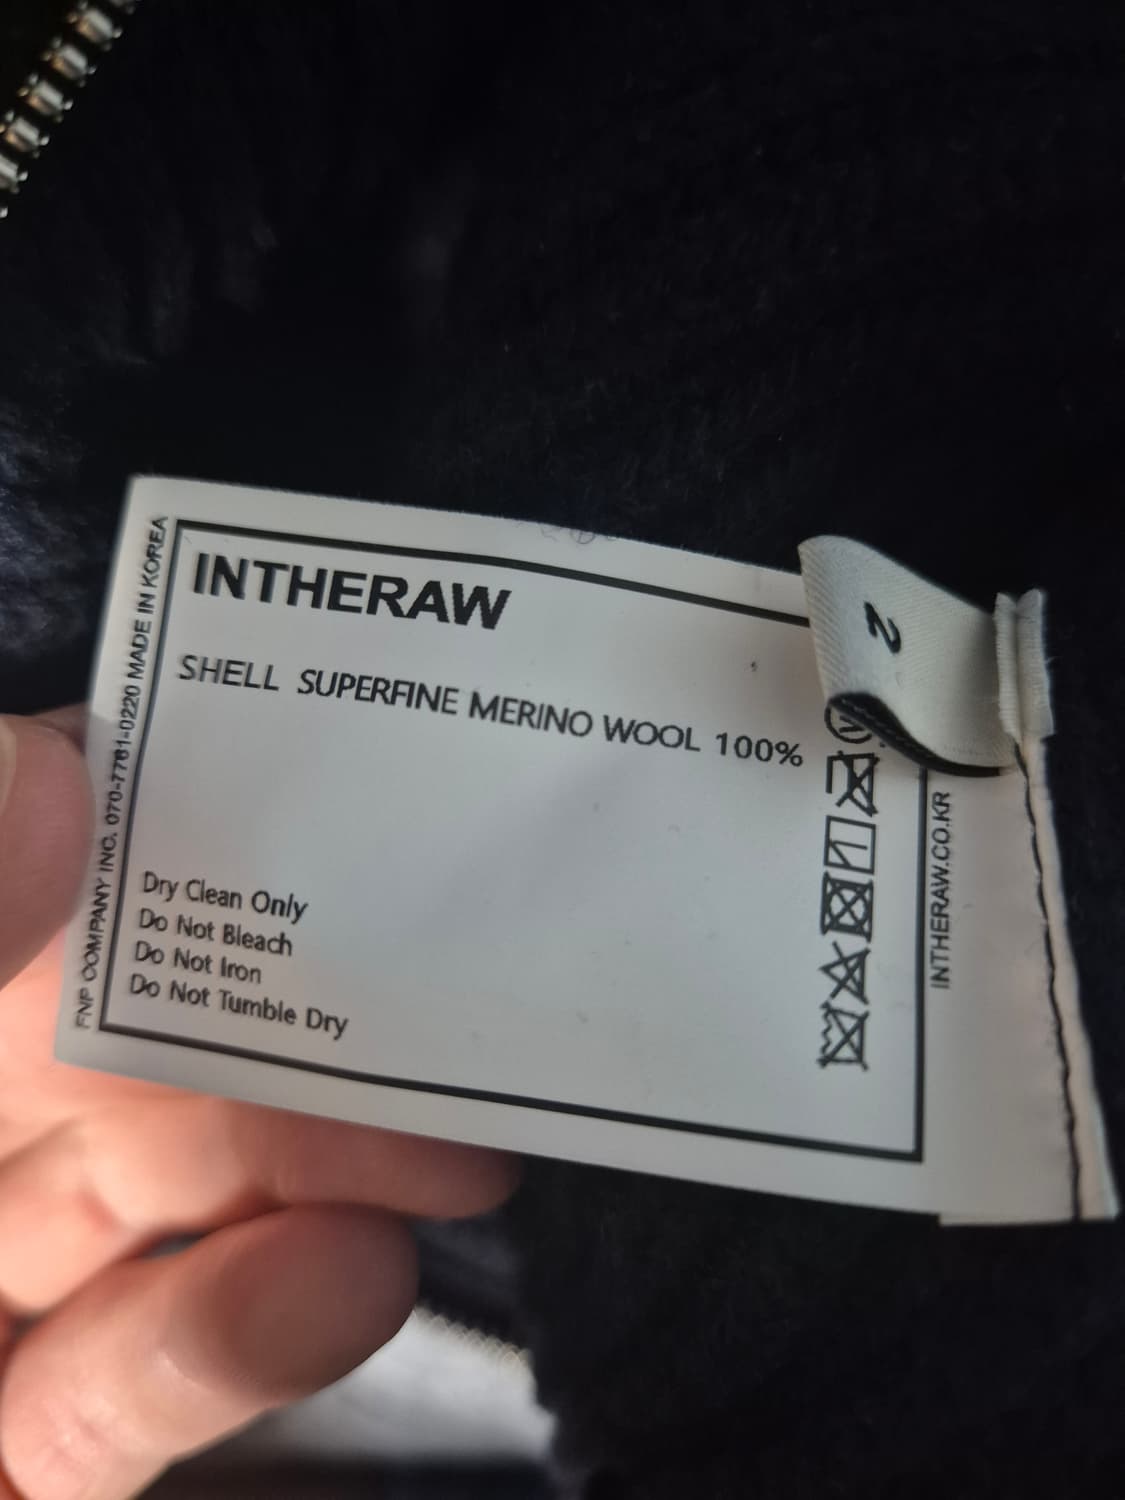 INTHERAW
SHELL SUPERFINE MERINO WOOL 100%
Dry Clean Only
Do Not Bleach
Do Not Iron
Do Not Tumble Dry
FNP COMPANY INC. 070-7761-0220 MADE IN KOREA
INTHERAW.CO.KR
2